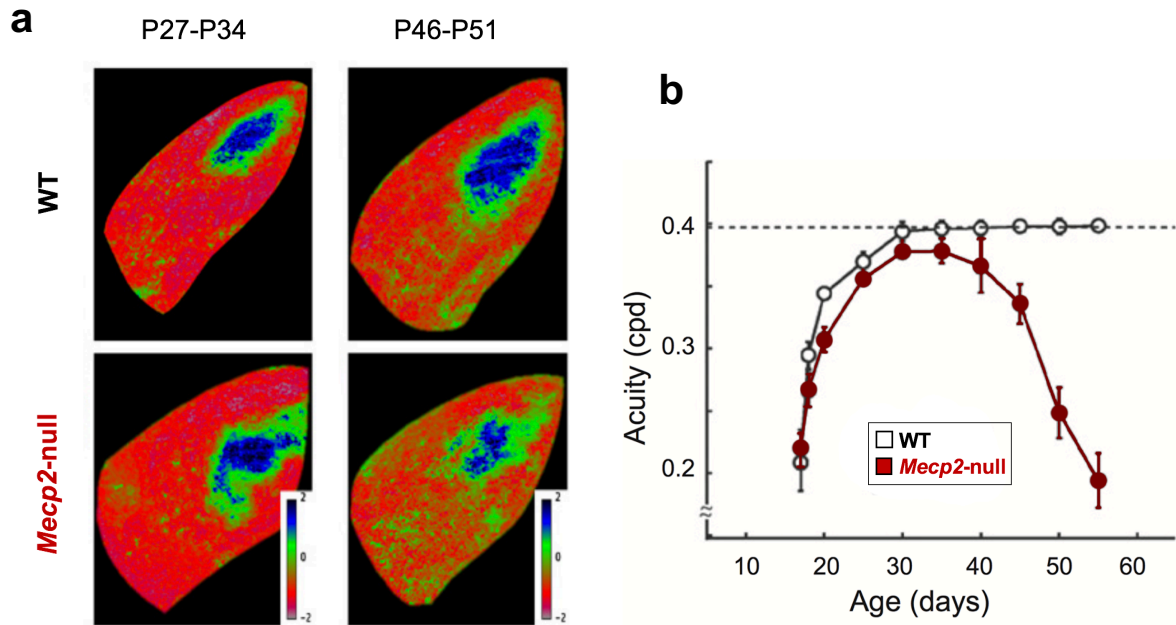 a
P27-P34 P46-P51
WT
Mecp2-null
2
0
−2
2
0
−2
b
Acuity (cpd)
0.4
0.3
0.2
WT
Mecp2-null
10 20 30 40 50 60
Age (days)